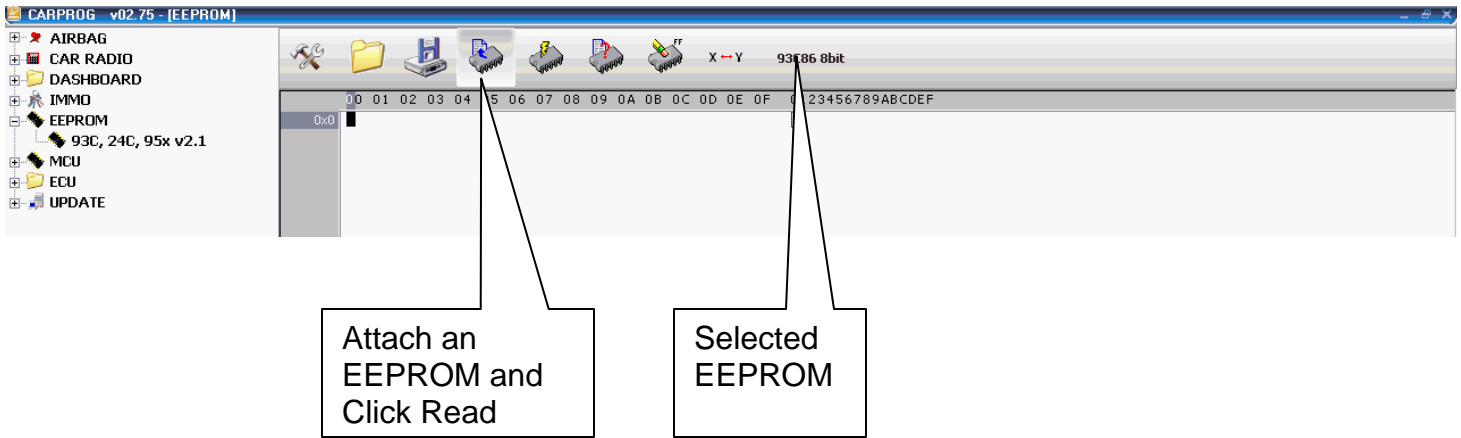 CARPROG v02.75 - [EEPROM]
AIRBAG
CAR RADIO
DASHBOARD
IMMO
EEPROM
93C, 24C, 95x v2.1
MCU
ECU
UPDATE
FF
X↔Y
93C86 8bit
00 01 02 03 04 05 06 07 08 09 0A 0B 0C 0D 0E 0F 0123456789ABCDEF
0x0
Attach an
EEPROM and
Click Read
Selected
EEPROM